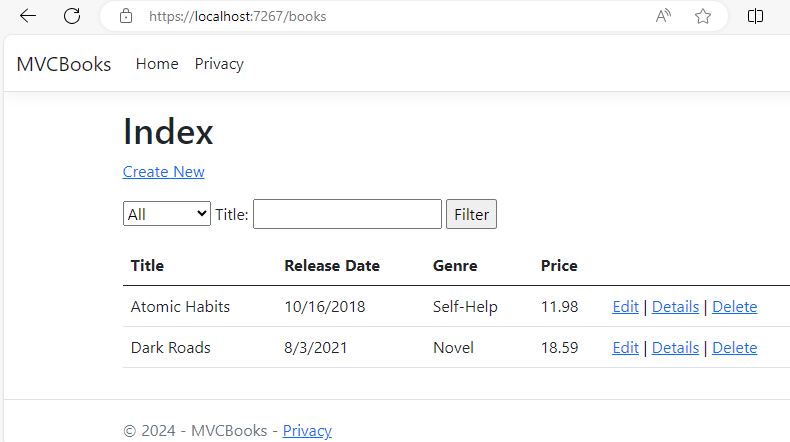 https://localhost:7267/books
MVCBooks Home Privacy
Index
Create New
All Title: Filter
Title Release Date Genre Price
Atomic Habits 10/16/2018 Self-Help 11.98 Edit | Details | Delete
Dark Roads 8/3/2021 Novel 18.59 Edit | Details | Delete
© 2024 - MVCBooks - Privacy